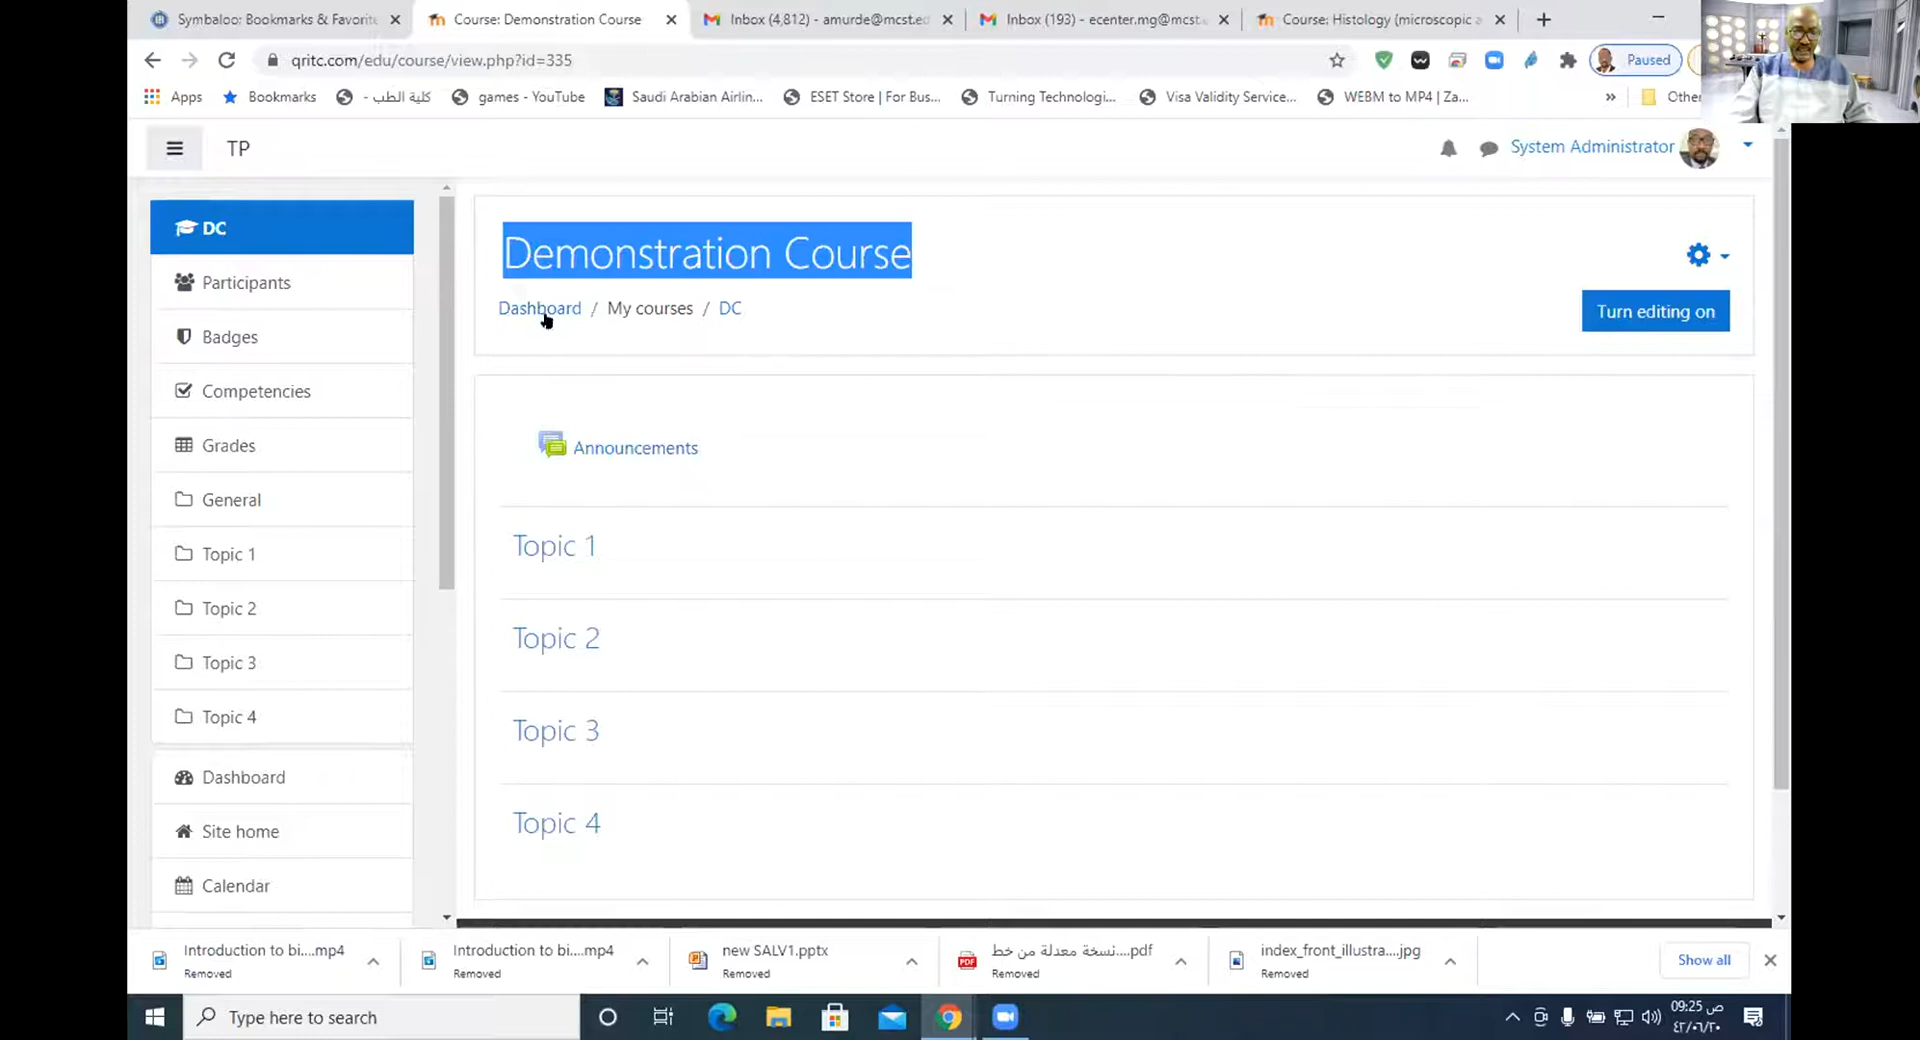 Symbaloo: Bookmarks & Favorite
Course: Demonstration Course
Inbox (4,812) - amurde@mcst.ed
Inbox (193) - ecenter.mg@mcst.
Course: Histology (microscopic a
qritc.com/edu/course/view.php?id=335
Paused
Apps
Bookmarks
كلية الطب -
games - YouTube
Saudi Arabian Airlin...
ESET Store | For Bus...
Turning Technologi...
Visa Validity Service...
WEBM to MP4 | Za...
»
Other
TP
System Administrator
DC
Participants
Badges
Competencies
Grades
General
Topic 1
Topic 2
Topic 3
Topic 4
Dashboard
Site home
Calendar
Demonstration Course
Dashboard / My courses / DC
Turn editing on
Announcements
Topic 1
Topic 2
Topic 3
Topic 4
Introduction to bi....mp4
Removed
Introduction to bi....mp4
Removed
new SALV1.pptx
Removed
نسخة معدلة من خط....pdf
Removed
index_front_illustra....jpg
Removed
Show all
Type here to search
09:25 ص
٤٢/٠٦/٢٠